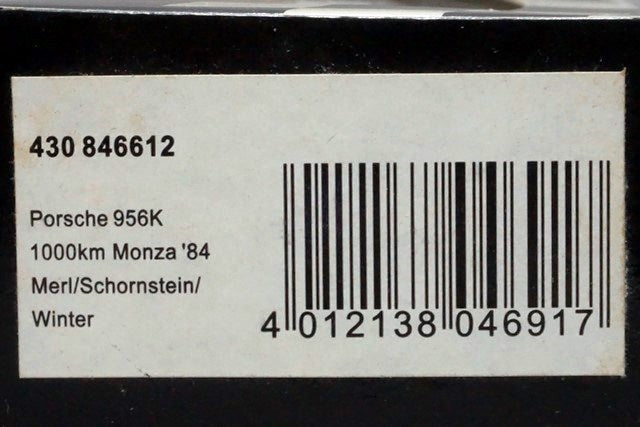 430 846612
Porsche 956K
1000km Monza '84
Merl/Schornstein/
Winter
4 012138 046917